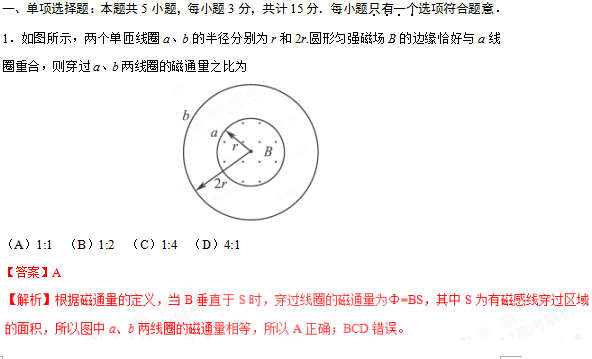 一、单项选择题：本题共 5 小题，每小题 3 分，共计 15 分．每小题只有一个选项符合题意．
1．如图所示，两个单匝线圈 a、b 的半径分别为 r 和 2r.圆形匀强磁场 B 的边缘恰好与 a 线
圈重合，则穿过 a、b 两线圈的磁通量之比为
b
a
r
B
2r
（A）1:1 （B）1:2 （C）1:4 （D）4:1
【答案】A
【解析】根据磁通量的定义，当 B 垂直于 S 时，穿过线圈的磁通量为Φ=BS，其中 S 为有磁感线穿过区域
的面积，所以图中 a、b 两线圈的磁通量相等，所以 A 正确；BCD 错误。